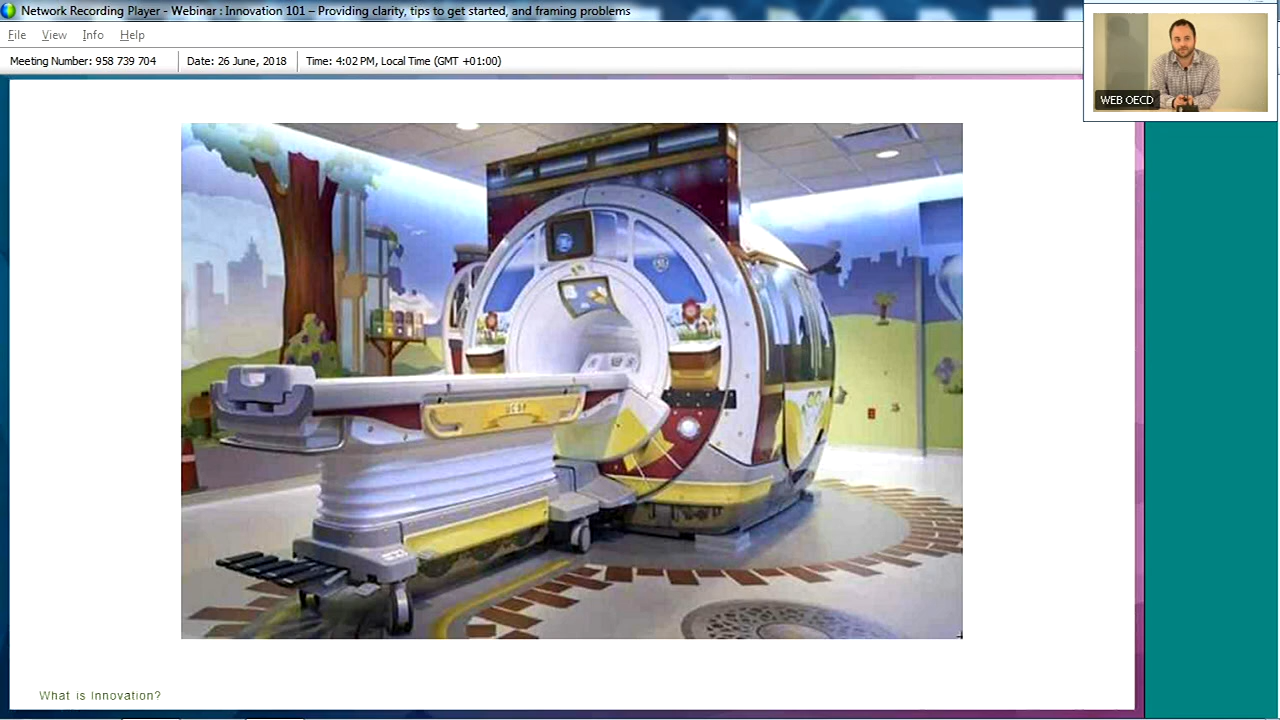 Network Recording Player - Webinar : Innovation 101 – Providing clarity, tips to get started, and framing problems
File View Info Help
Meeting Number: 958 739 704 Date: 26 June, 2018 Time: 4:02 PM, Local Time (GMT +01:00)
WEB OECD
UCSF
What is Innovation?